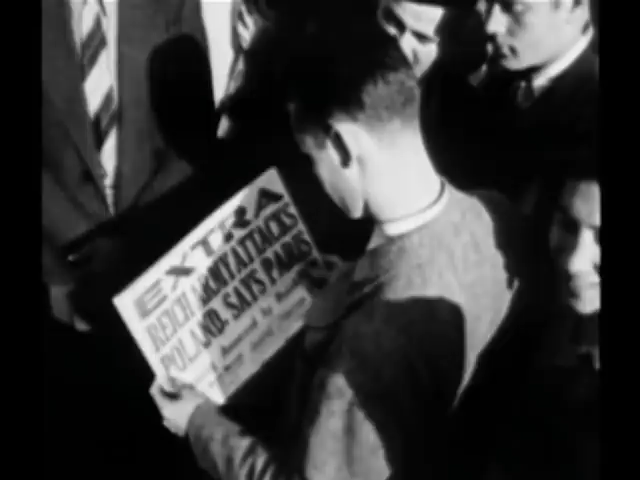 EXTRA
REICH ARMY ATTACKS
POLAND, SAYS PARIS